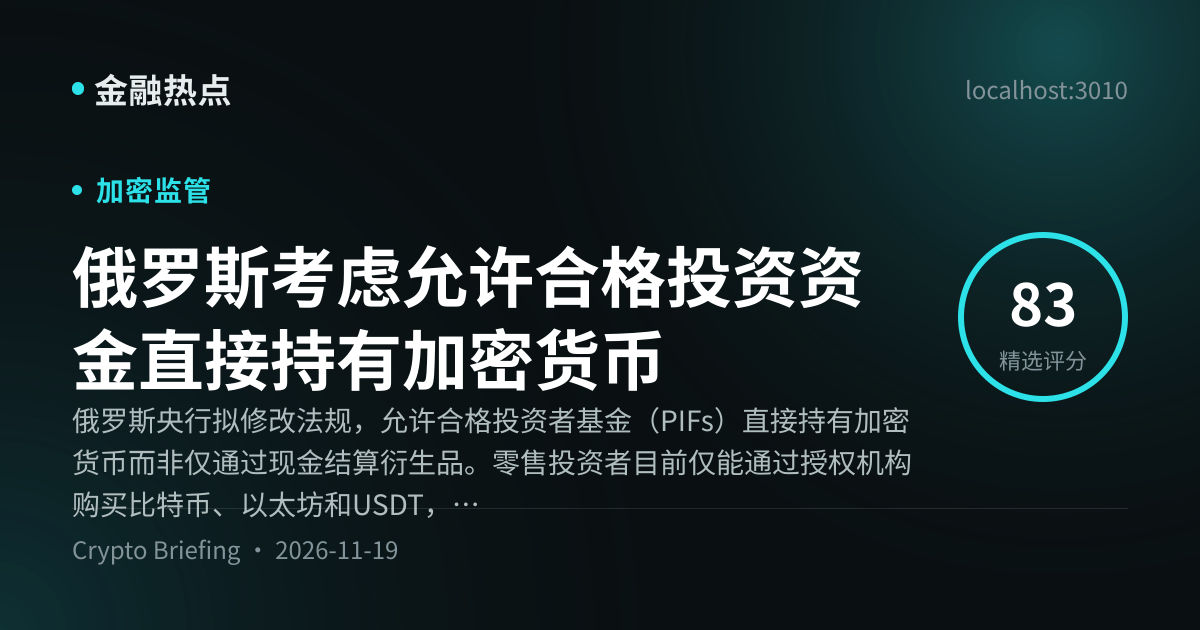 金融热点
localhost:3010
加密监管
俄罗斯考虑允许合格投资资
金直接持有加密货币
83
精选评分
俄罗斯央行拟修改法规，允许合格投资者基金（PIFs）直接持有加密
货币而非仅通过现金结算衍生品。零售投资者目前仅能通过授权机构
购买比特币、以太坊和USDT，…
Crypto Briefing · 2026-11-19